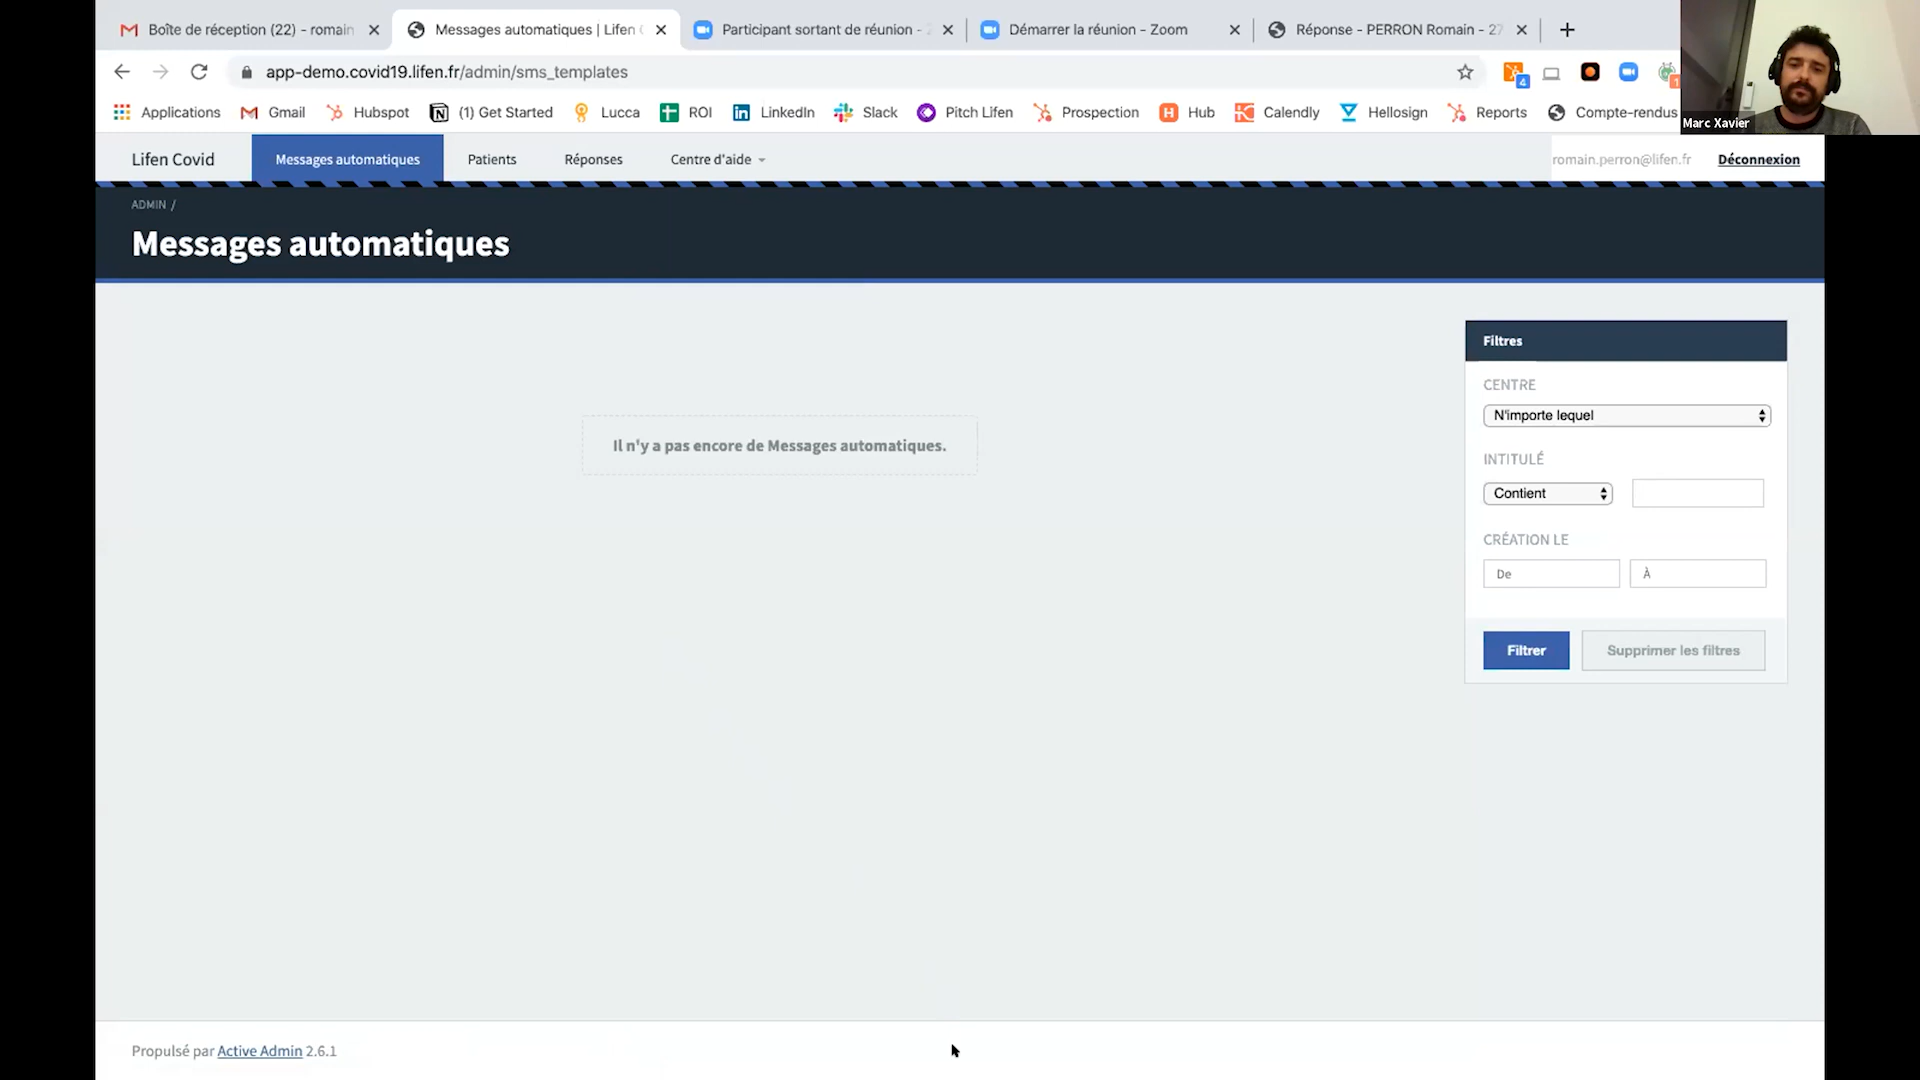 Boîte de réception (22) - romain
Messages automatiques | Lifen
Participant sortant de réunion -
Démarrer la réunion - Zoom
Réponse - PERRON Romain - 27
app-demo.covid19.lifen.fr/admin/sms_templates
4
1
Applications
Gmail
Hubspot
(1) Get Started
Lucca
ROI
LinkedIn
Slack
Pitch Lifen
Prospection
Hub
Calendly
Hellosign
Reports
Compte-rendus
Marc Xavier
Lifen Covid
Messages automatiques
Patients
Réponses
Centre d'aide
romain.perron@lifen.fr
Déconnexion
ADMIN /
Messages automatiques
Filtres
CENTRE
N'importe lequel
Il n'y a pas encore de Messages automatiques.
INTITULÉ
Contient
CRÉATION LE
De
À
Filtrer
Supprimer les filtres
Propulsé par Active Admin 2.6.1